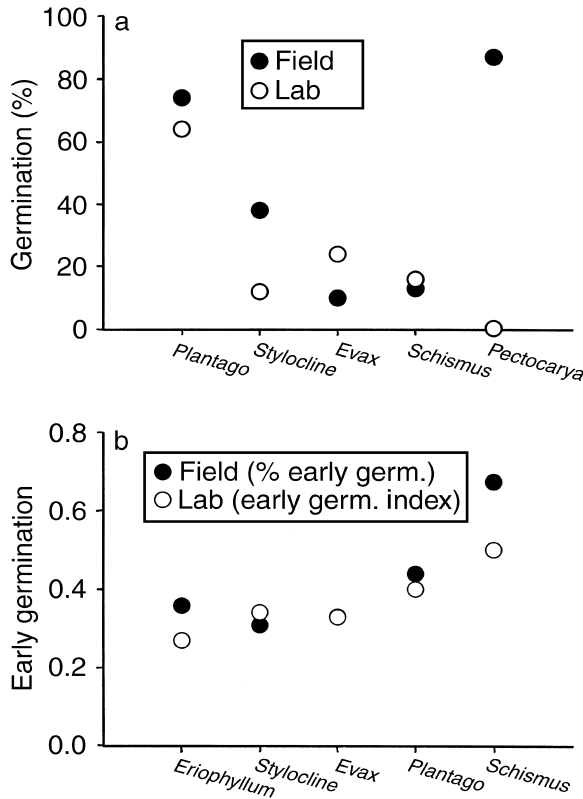 a
100
80
60
40
20
0
Germination (%)
Field
Lab
Plantago
Stylocline
Evax
Schismus
Pectocarya
b
0.8
0.6
0.4
0.2
0.0
Early germination
Field (% early germ.)
Lab (early germ. index)
Eriophyllum
Stylocline
Evax
Plantago
Schismus